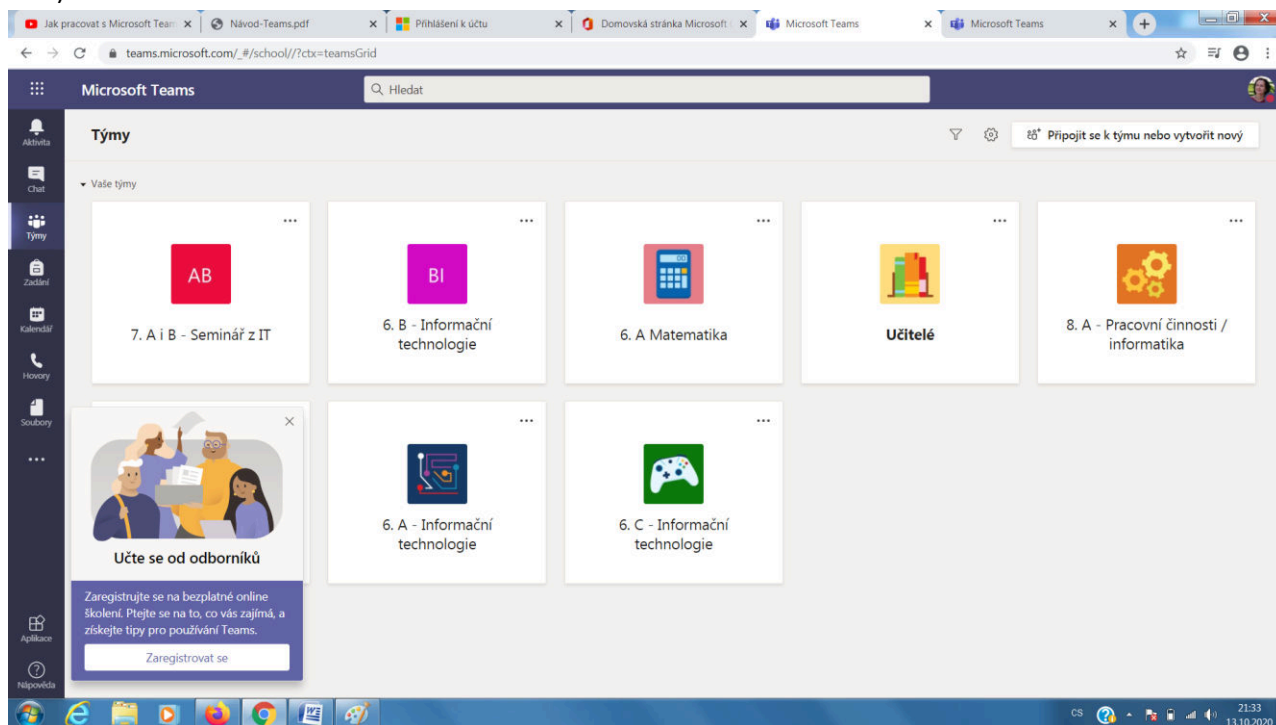 Jak pracovat s Microsoft Team
Návod-Teams.pdf
Přihlášení k účtu
Domovská stránka Microsoft
Microsoft Teams
Microsoft Teams
teams.microsoft.com/_#/school//?ctx=teamsGrid
Microsoft Teams
Hledat
Aktivita
Chat
Týmy
Zadání
Kalendář
Hovory
Soubory
Aplikace
Nápověda
Týmy
Připojit se k týmu nebo vytvořit nový
Vaše týmy
AB
7. A i B - Seminář z IT
BI
6. B - Informační
technologie
6. A Matematika
Učitelé
8. A - Pracovní činnosti /
informatika
6. A - Informační
technologie
6. C - Informační
technologie
Učte se od odborníků
Zaregistrujte se na bezplatné online
školení. Ptejte se na to, co vás zajímá, a
získejte tipy pro používání Teams.
Zaregistrovat se
CS
21:33
13.10.2020